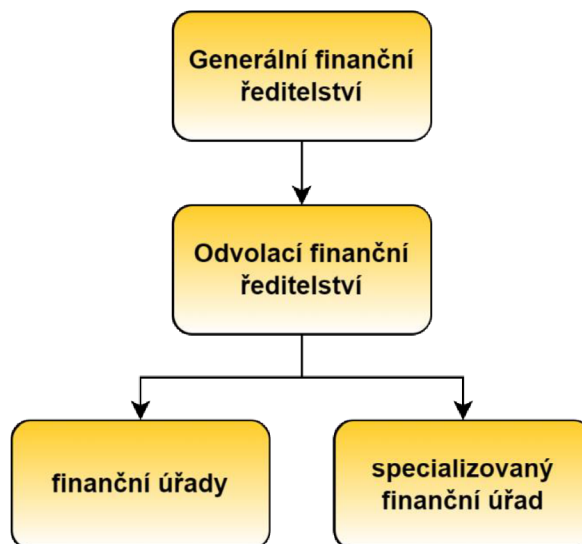 Generální finanční
ředitelství
Odvolací finanční
ředitelství
finanční úřady
specializovaný
finanční úřad